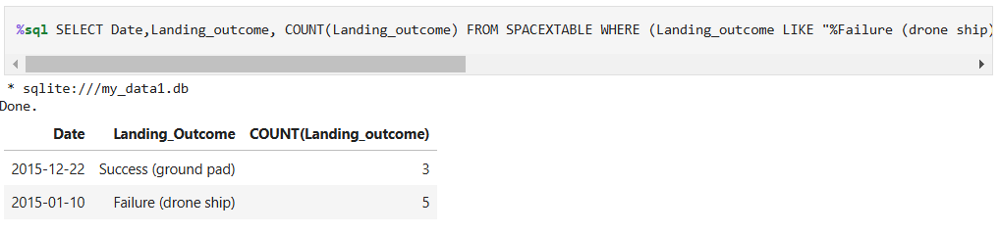 %sql SELECT Date,Landing_outcome, COUNT(Landing_outcome) FROM SPACEXTABLE WHERE (Landing_outcome LIKE "%Failure (drone ship)
* sqlite:///my_data1.db
Done.
Date Landing_Outcome COUNT(Landing_outcome)
2015-12-22 Success (ground pad) 3
2015-01-10 Failure (drone ship) 5